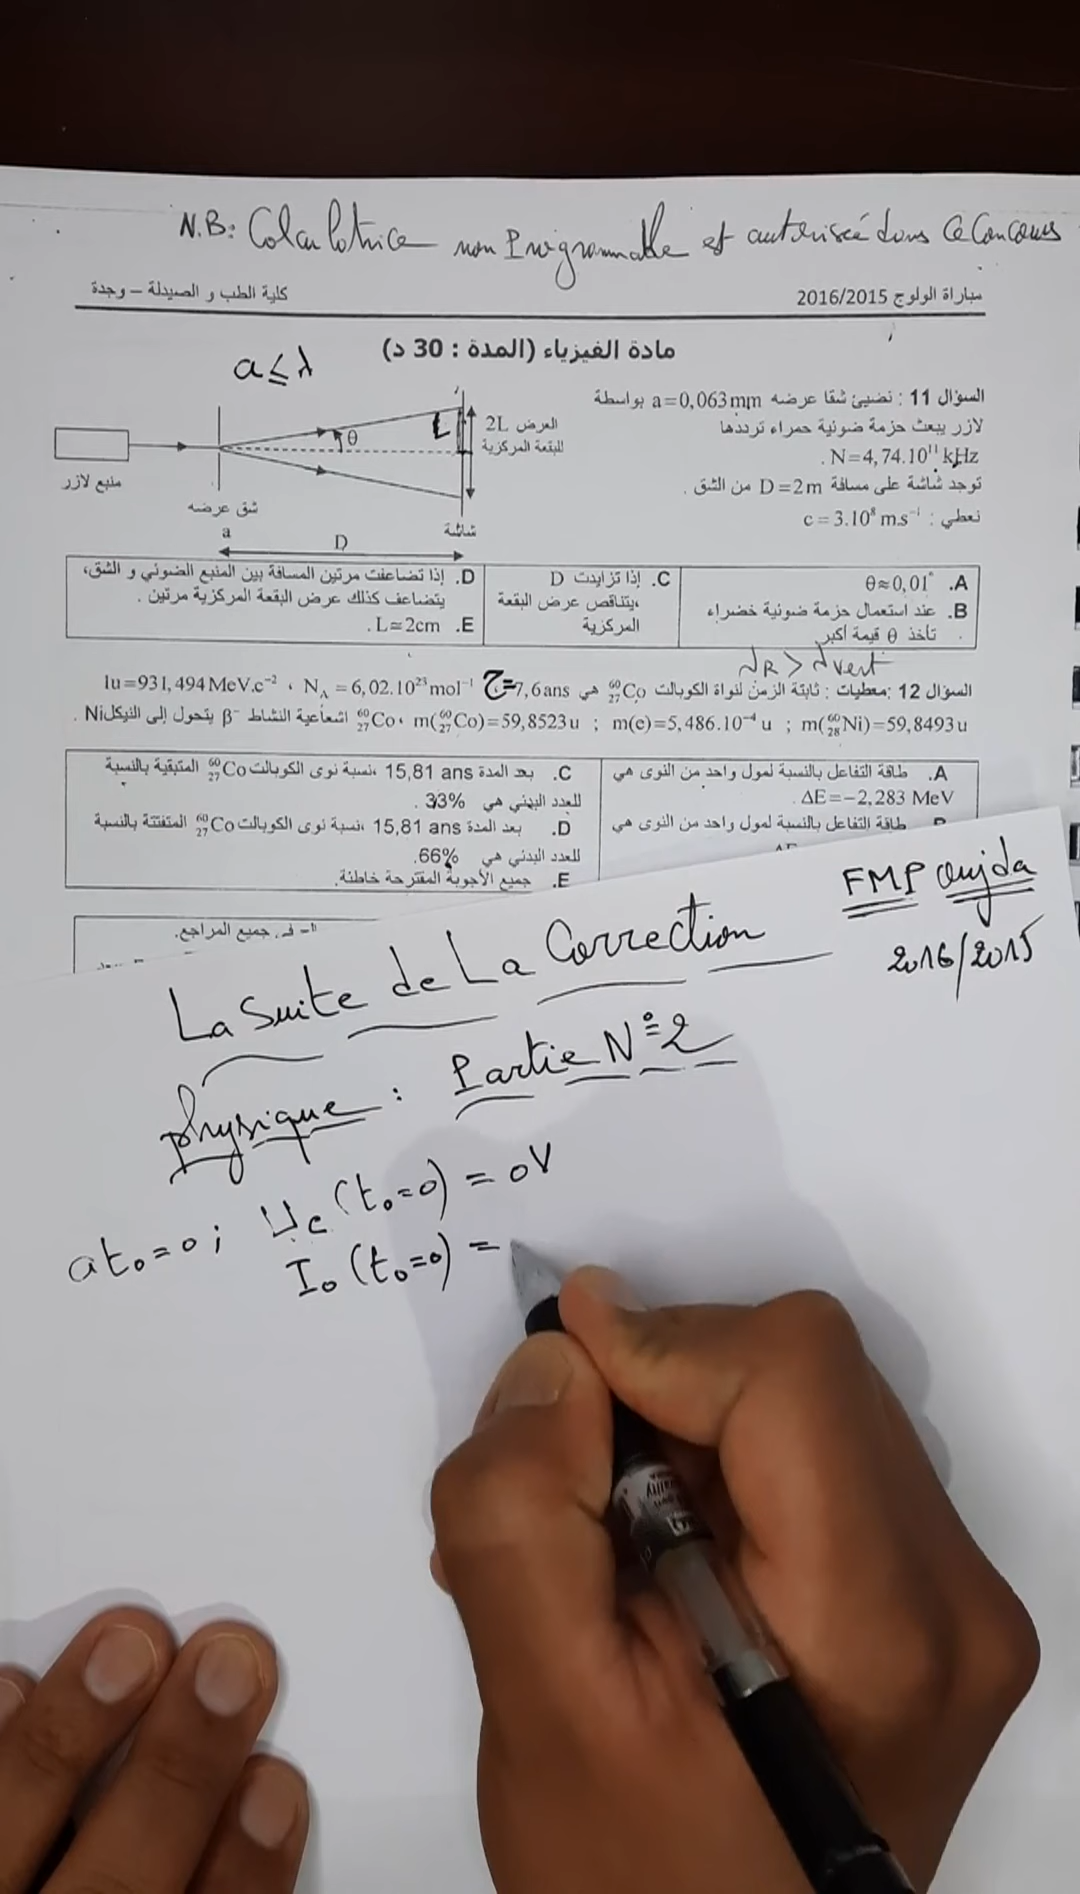 N.B: Calculatrice non Programmable et autorisée dans ce Concours
مباراة الولوج 2016/2015
كلية الطب و الصيدلة – وجدة
مادة الفيزياء (المدة : 30 د)
a ≤ λ
السؤال 11 : نضيئ شقا عرضه a=0,063mm بواسطة
لازر يبعث حزمة ضوئية حمراء ترددها
N=4,74.10¹¹ kHz .
توجد شاشة على مسافة D=2m من الشق .
نعطي : c=3.10⁸ m.s⁻¹
العرض 2L
للبقعة المركزية
L
θ
منبع لازر
شق عرضه
a
شاشة
D
A. θ≈0,01°
B. عند استعمال حزمة ضوئية خضراء
تأخذ θ قيمة أكبر.
C. إذا تزايدت D
،يتناقص عرض البقعة
المركزية
D. إذا تضاعفت مرتين المسافة بين المنبع الضوئي و الشق،
يتضاعف كذلك عرض البقعة المركزية مرتين .
E. L≃2cm .
λR > λvert
السؤال 12 :معطيات : ثابتة الزمن لنواة الكوبالت ⁶⁰₂₇Co هي τ=7,6ans ، N_A=6,02.10²³mol⁻¹ ، 1u=931,494MeV.c⁻²
m(⁶⁰₂₈Ni)=59,8493u ; m(e)=5,486.10⁻⁴u ; m(⁶⁰₂₇Co)=59,8523u ، ⁶⁰₂₇Co اشعاعية النشاط β⁻ يتحول إلى النيكل Ni .
A. طاقة التفاعل بالنسبة لمول واحد من النوى هي
ΔE=−2,283 MeV .
طاقة التفاعل بالنسبة لمول واحد من النوى هي
C. بعد المدة 15,81 ans ،نسبة نوى الكوبالت ⁶⁰₂₇Co المتبقية بالنسبة
للعدد البدئي هي 33% .
D. بعد المدة 15,81 ans ،نسبة نوى الكوبالت ⁶⁰₂₇Co المتفتتة بالنسبة
للعدد البدئي هي 66%.
E. جميع الأجوبة المقترحة خاطئة.
جميع المراجع.
FMP oujda
2016/2015
La Suite de La Correction
Physique : Partie N°2
at₀=0 ; Uc (t₀=0) = 0V
I₀ (t₀=0) =